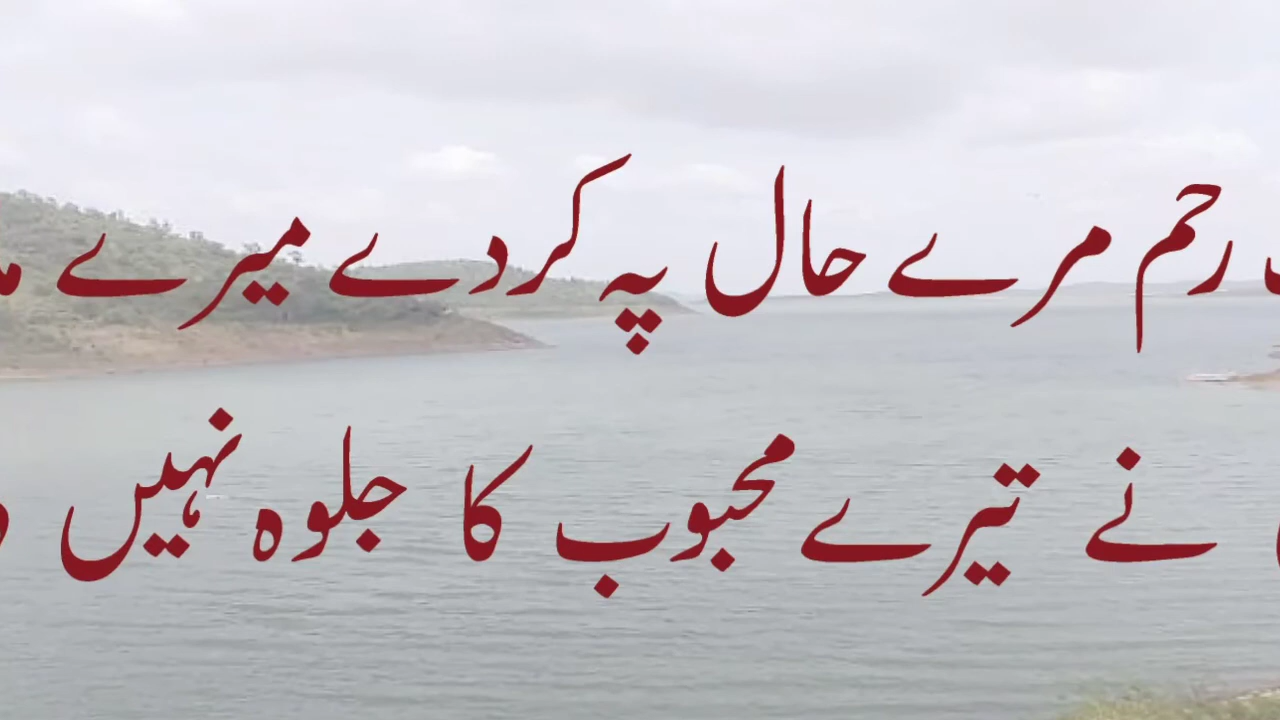 رحم مرے حال پہ کردے میرے
نے تیرے محبوب کا جلوہ نہیں